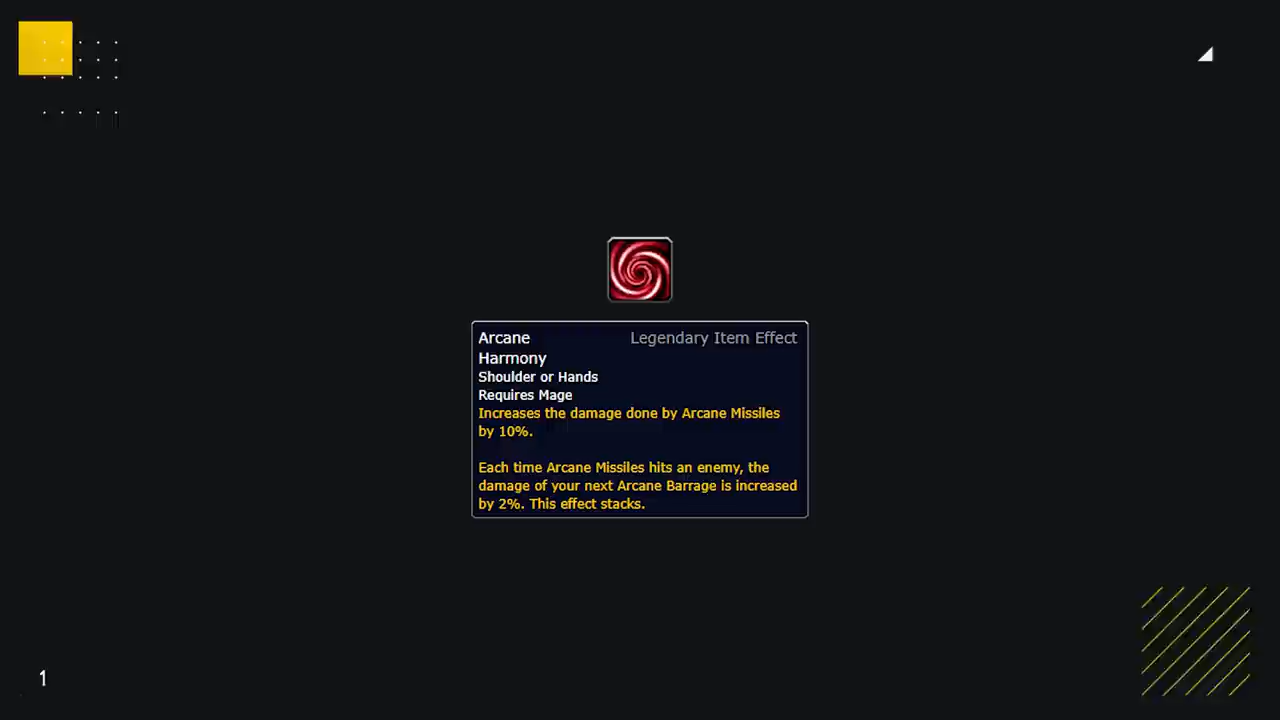 Arcane Legendary Item Effect
Harmony
Shoulder or Hands
Requires Mage
Increases the damage done by Arcane Missiles
by 10%.
Each time Arcane Missiles hits an enemy, the
damage of your next Arcane Barrage is increased
by 2%. This effect stacks.
1